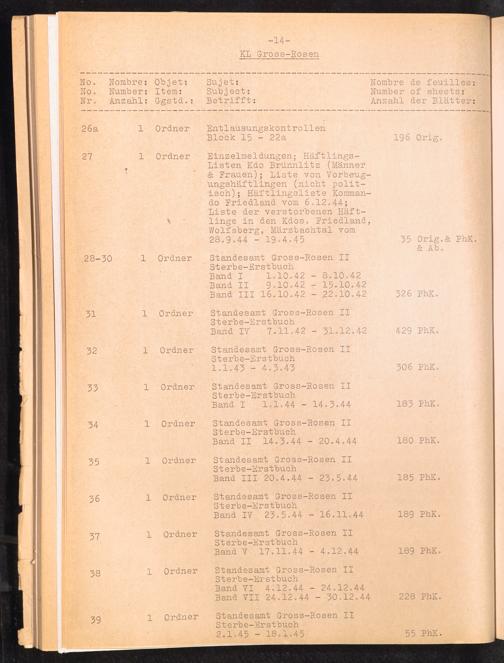 -14-
KL Gross-Rosen
No. Nombre: Objet: Sujet: Nombre de feuilles:
No. Number: Item: Subject: Number of sheets:
Nr. Anzahl: Ggstd.: Betrifft: Anzahl der Blätter:
26a 1 Ordner Entlausungskontrollen
Block 15 - 22a 196 Orig.
27 1 Ordner Einzelmeldungen; Häftlings-
Listen Kdo Brünnlitz (Männer
& Frauen); Liste von Vorbeug-
ungshäftlingen (nicht polit-
isch); Häftlingsliste Komman-
do Friedland vom 6.12.44;
Liste der verstorbenen Häft-
linge in den Kdos. Friedland,
Wolfsberg, Märzbachtal vom
28.9.44 - 19.4.45 35 Orig.& PhK.
& Ab.
28-30 1 Ordner Standesamt Gross-Rosen II
Sterbe-Erstbuch
Band I 1.10.42 - 8.10.42
Band II 9.10.42 - 15.10.42
Band III 16.10.42 - 22.10.42 326 PhK.
31 1 Ordner Standesamt Gross-Rosen II
Sterbe-Erstbuch
Band IV 7.11.42 - 31.12.42 429 PhK.
32 1 Ordner Standesamt Gross-Rosen II
Sterbe-Erstbuch
1.1.43 - 4.3.43 306 PhK.
33 1 Ordner Standesamt Gross-Rosen II
Sterbe-Erstbuch
Band I 1.1.44 - 14.3.44 183 PhK.
34 1 Ordner Standesamt Gross-Rosen II
Sterbe-Erstbuch
Band II 14.3.44 - 20.4.44 180 PhK.
35 1 Ordner Standesamt Gross-Rosen II
Sterbe-Erstbuch
Band III 20.4.44 - 23.5.44 185 PhK.
36 1 Ordner Standesamt Gross-Rosen II
Sterbe-Erstbuch
Band IV 23.5.44 - 16.11.44 189 PhK.
37 1 Ordner Standesamt Gross-Rosen II
Sterbe-Erstbuch
Band V 17.11.44 - 4.12.44 189 PhK.
38 1 Ordner Standesamt Gross-Rosen II
Sterbe-Erstbuch
Band VI 4.12.44 - 24.12.44
Band VII 24.12.44 - 30.12.44 228 PhK.
39 1 Ordner Standesamt Gross-Rosen II
Sterbe-Erstbuch
2.1.45 - 18.1.45 55 PhK.